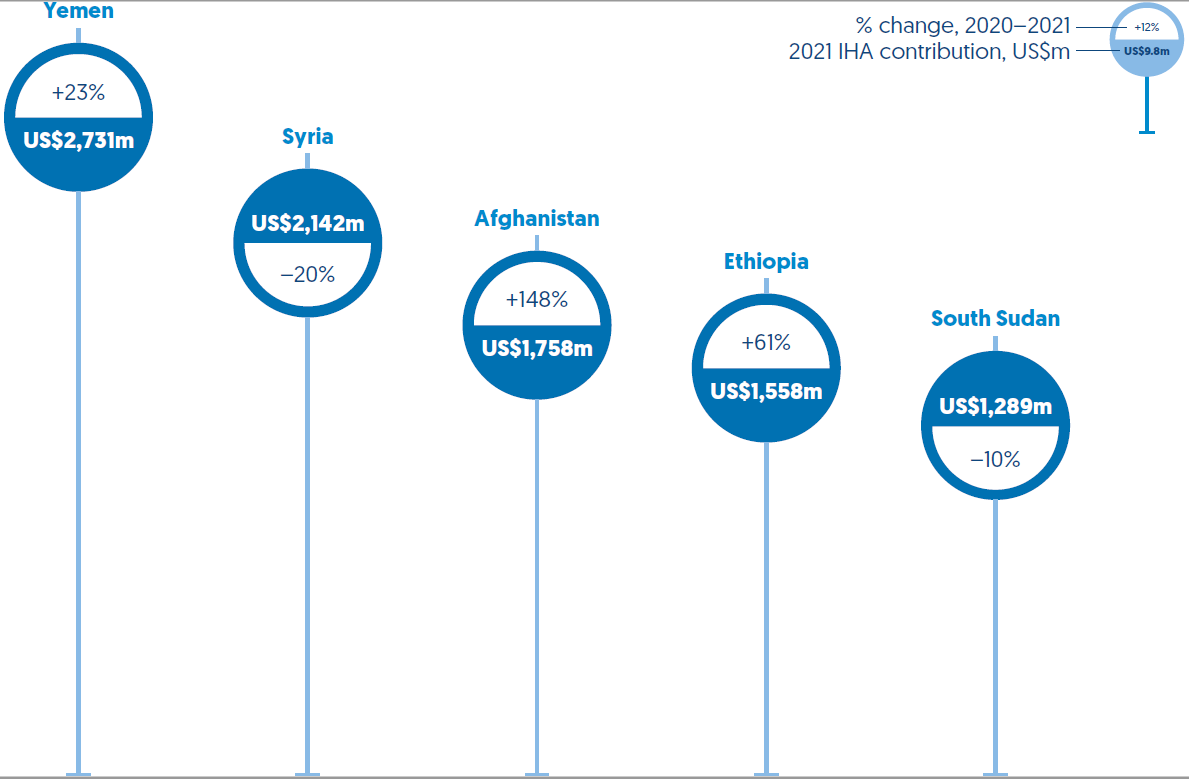 Yemen
+23%
US$2,731m
Syria
US$2,142m
–20%
Afghanistan
+148%
US$1,758m
Ethiopia
+61%
US$1,558m
South Sudan
US$1,289m
–10%
% change, 2020–2021
2021 IHA contribution, US$m
+12%
US$9.8m